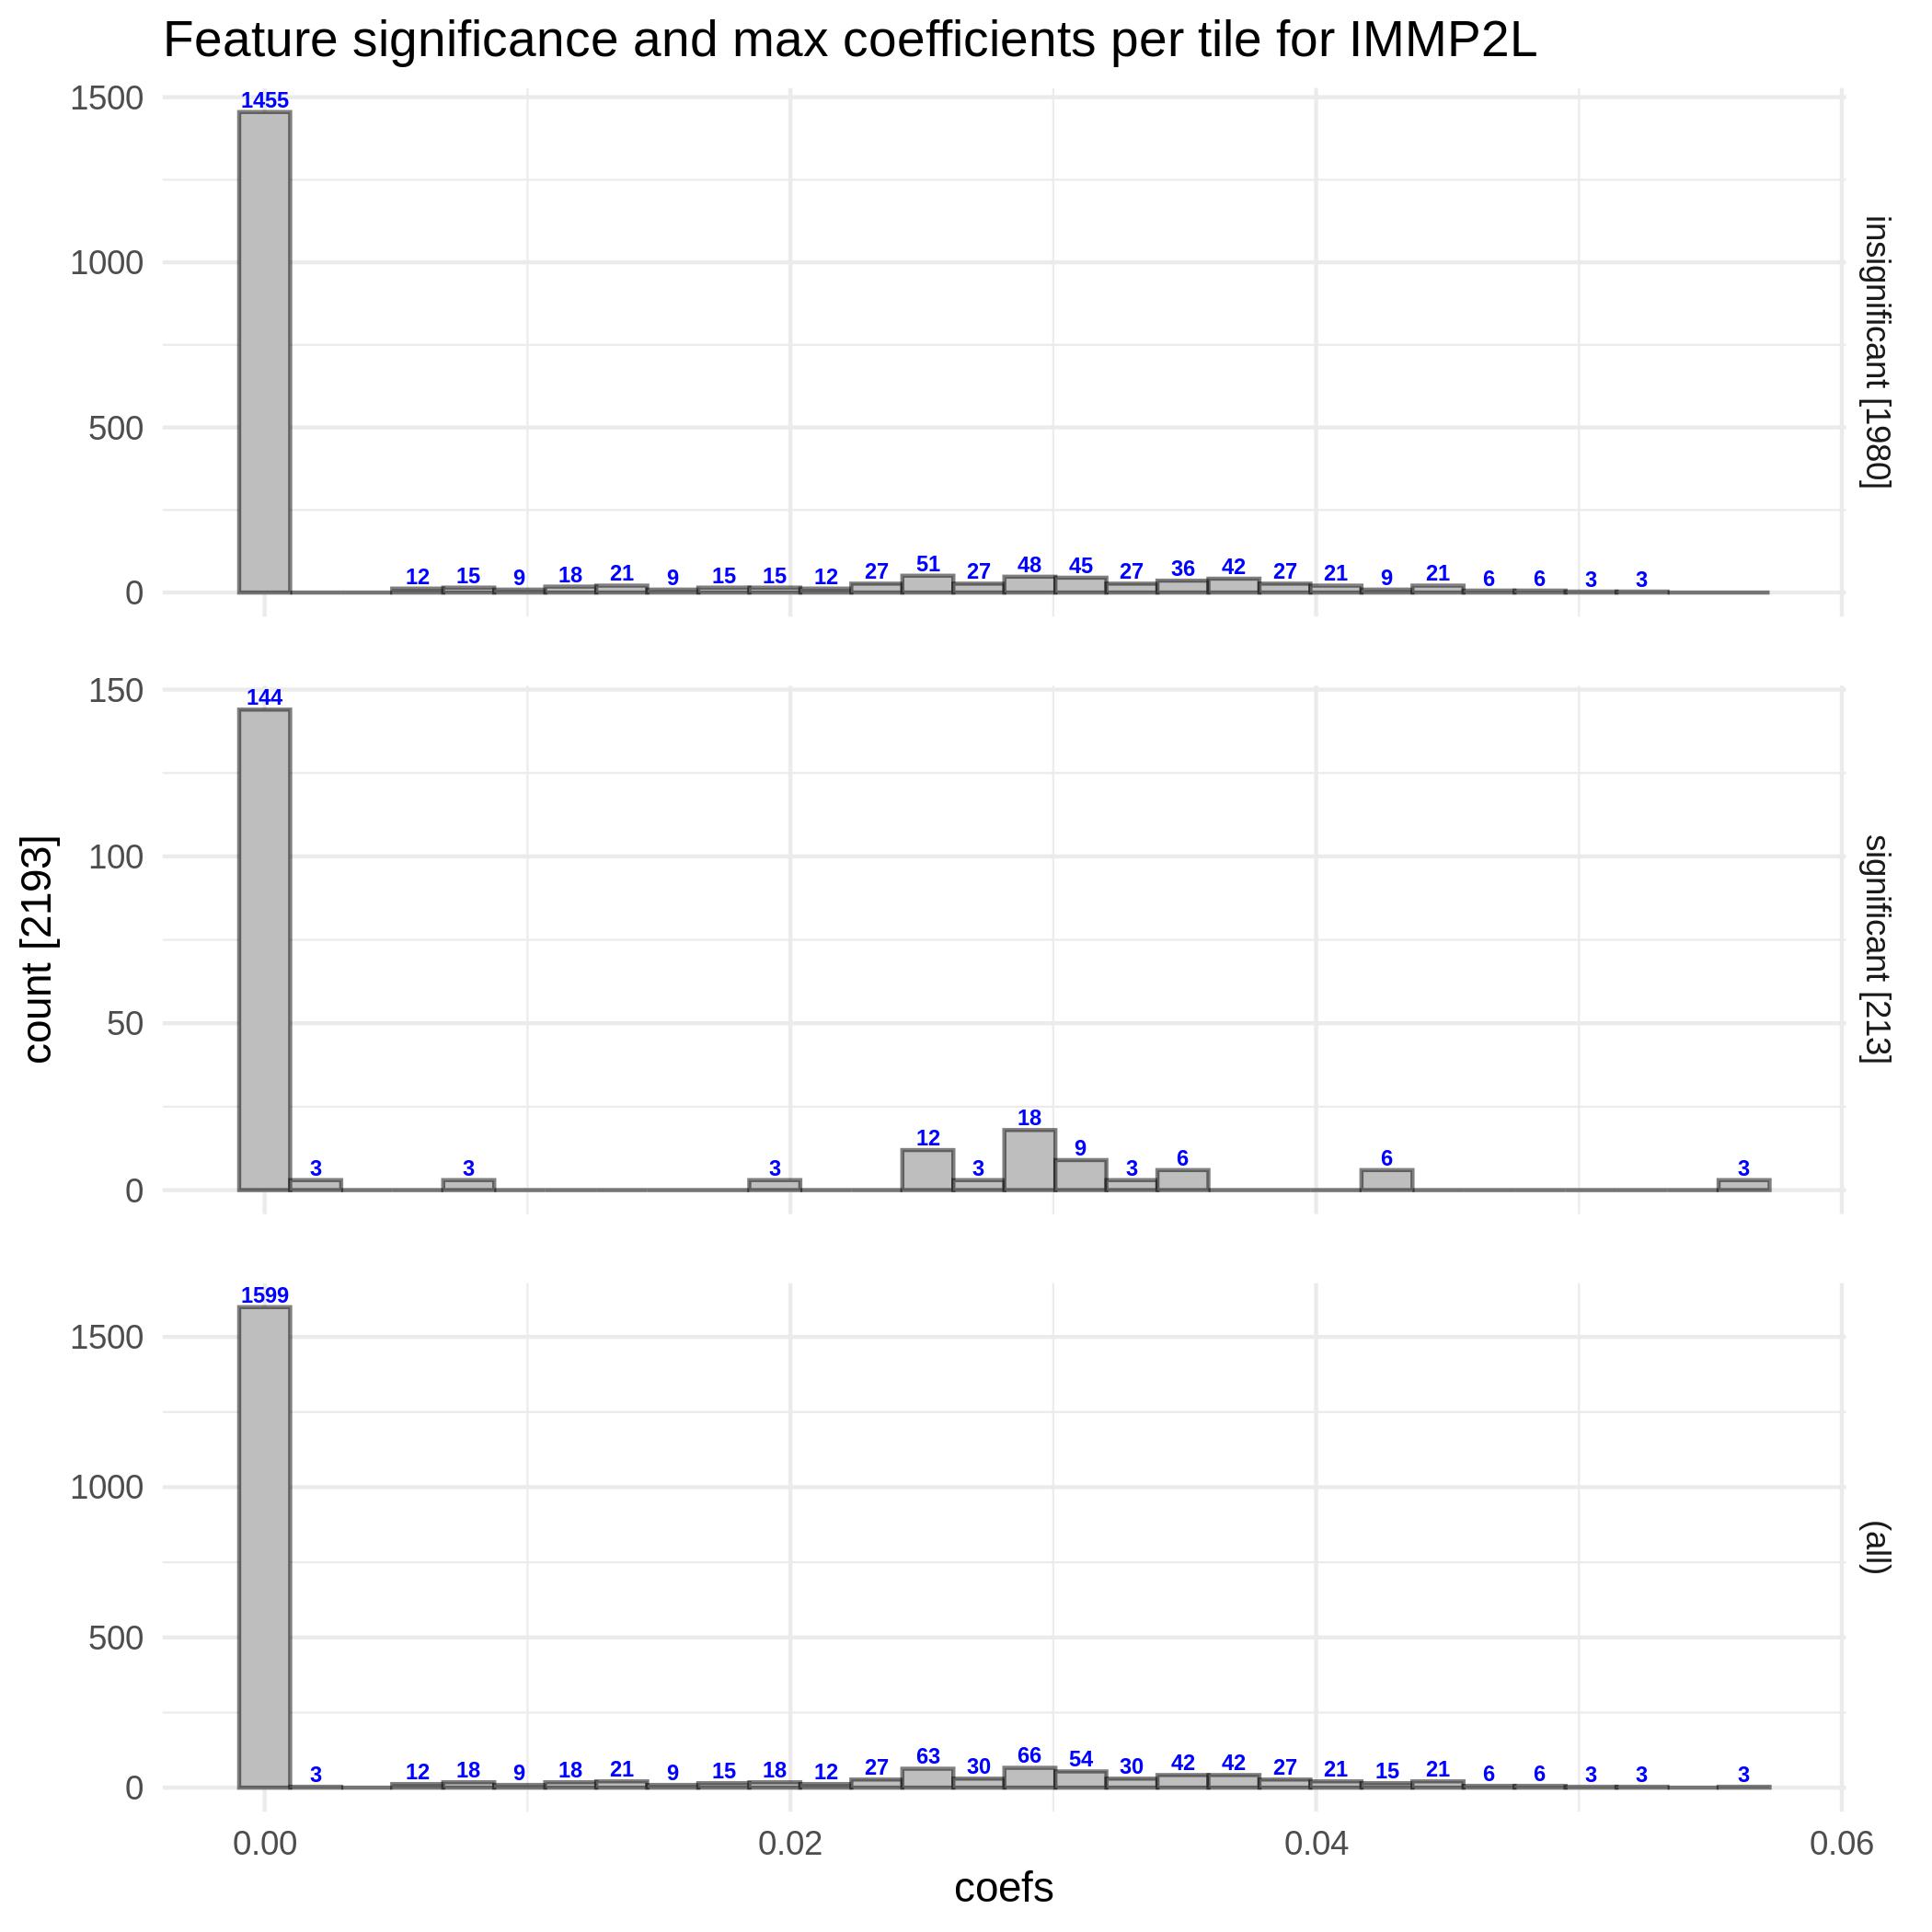 Feature significance and max coefficients per tile for IMMP2L
1500
1000
500
0
1455
12 15 9 18 21 9 15 15 12 27 51 27 48 45 27 36 42 27 21 9 21 6 6 3 3
insignificant [1980]
count [2193]
150
100
50
0
144
3 3 3 12 3 18 9 3 6 6 3
significant [213]
1500
1000
500
0
1599
3 12 18 9 18 21 9 15 18 12 27 63 30 66 54 30 42 42 27 21 15 21 6 6 3 3 3
(all)
0.00 0.02 0.04 0.06
coefs